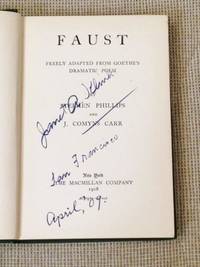 FAUST
FREELY ADAPTED FROM GOETHE'S
DRAMATIC POEM
STEPHEN PHILLIPS
AND
J. COMYNS CARR
San Francisco
New York
THE MACMILLAN COMPANY
1908
April, 09.